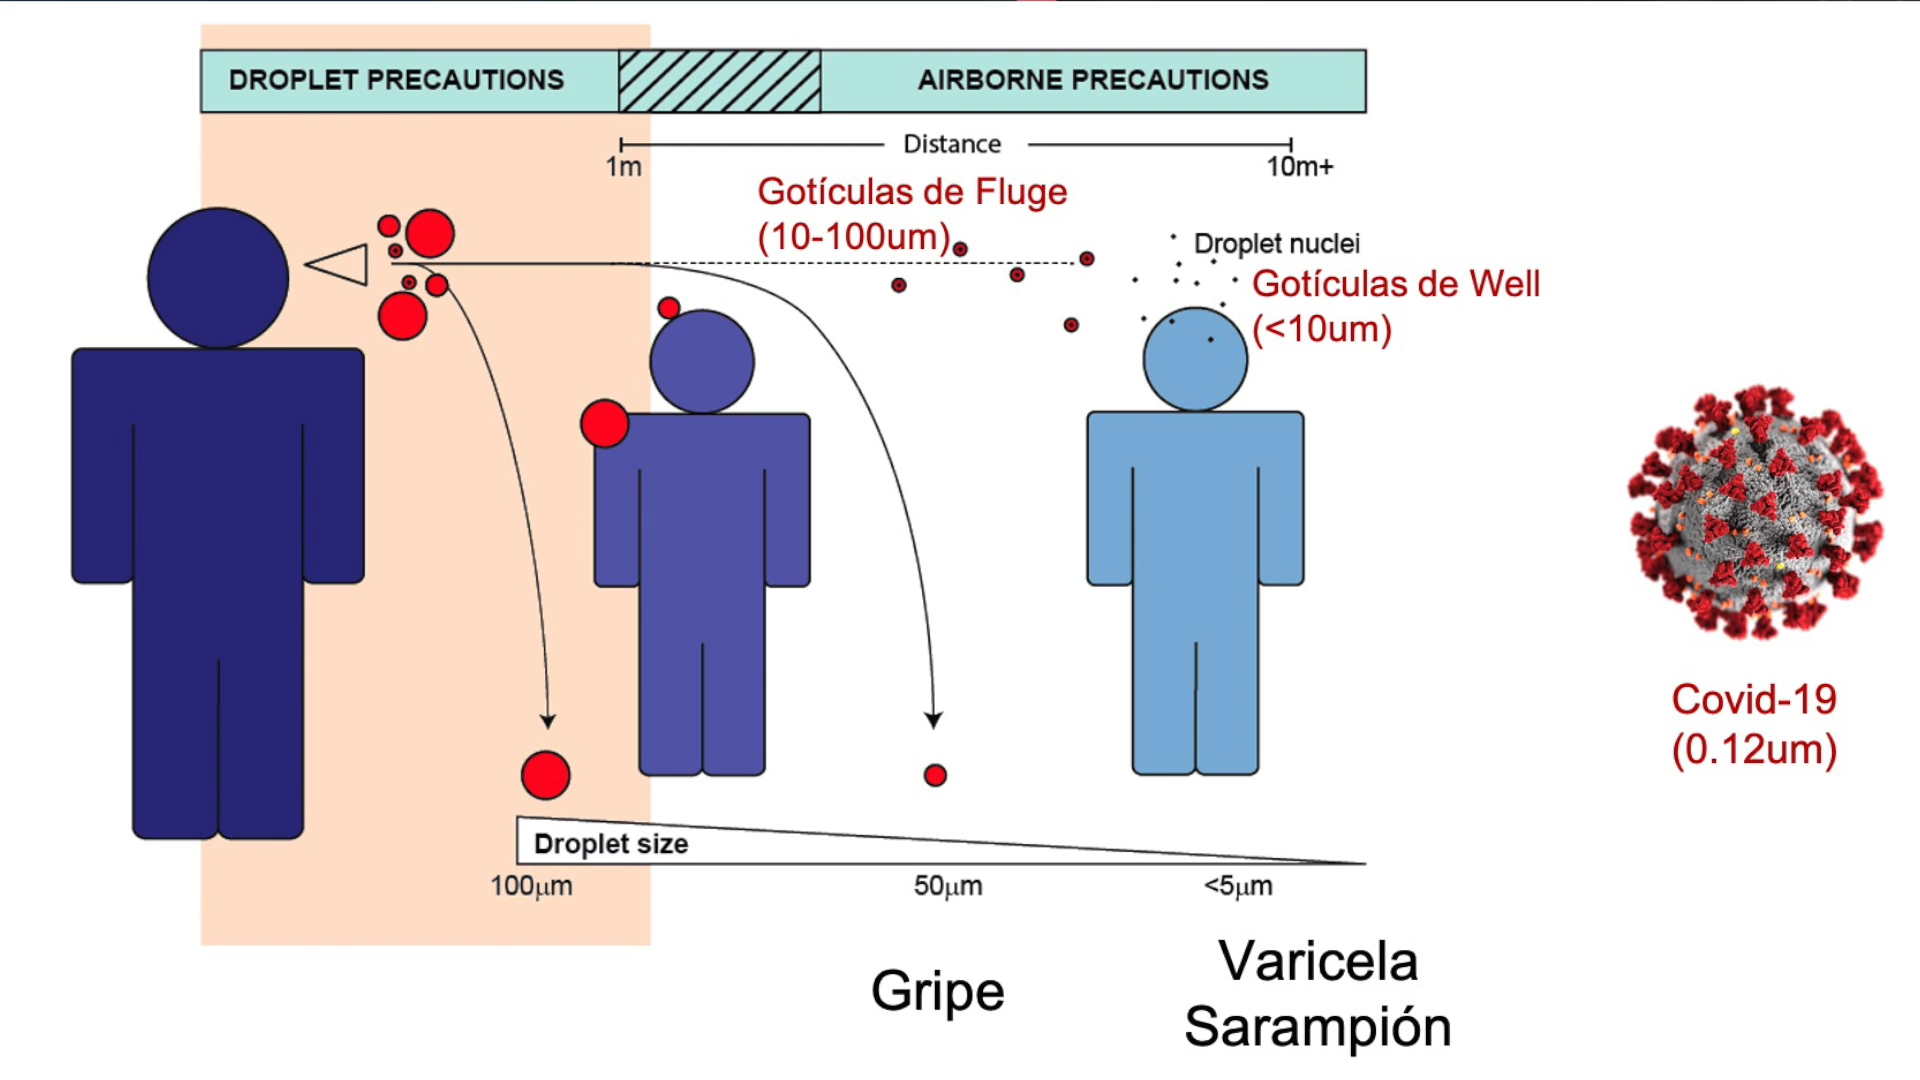 DROPLET PRECAUTIONS
AIRBORNE PRECAUTIONS
Distance
1m
10m+
Gotículas de Fluge
(10-100um)
Droplet nuclei
Gotículas de Well
(<10um)
Covid-19
(0.12um)
Droplet size
100μm
50μm
<5μm
Gripe
Varicela
Sarampión